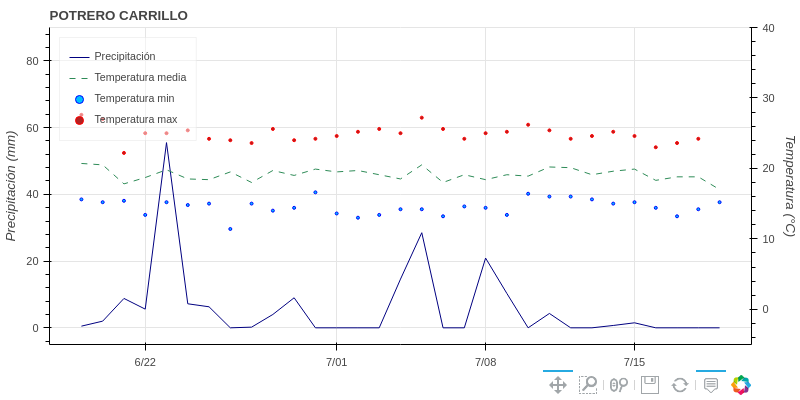 POTRERO CARRILLO
Precipitación
Temperatura media
Temperatura min
Temperatura max
80
60
40
20
0
Precipitación (mm)
40
30
20
10
0
Temperatura (°C)
6/22
7/01
7/08
7/15